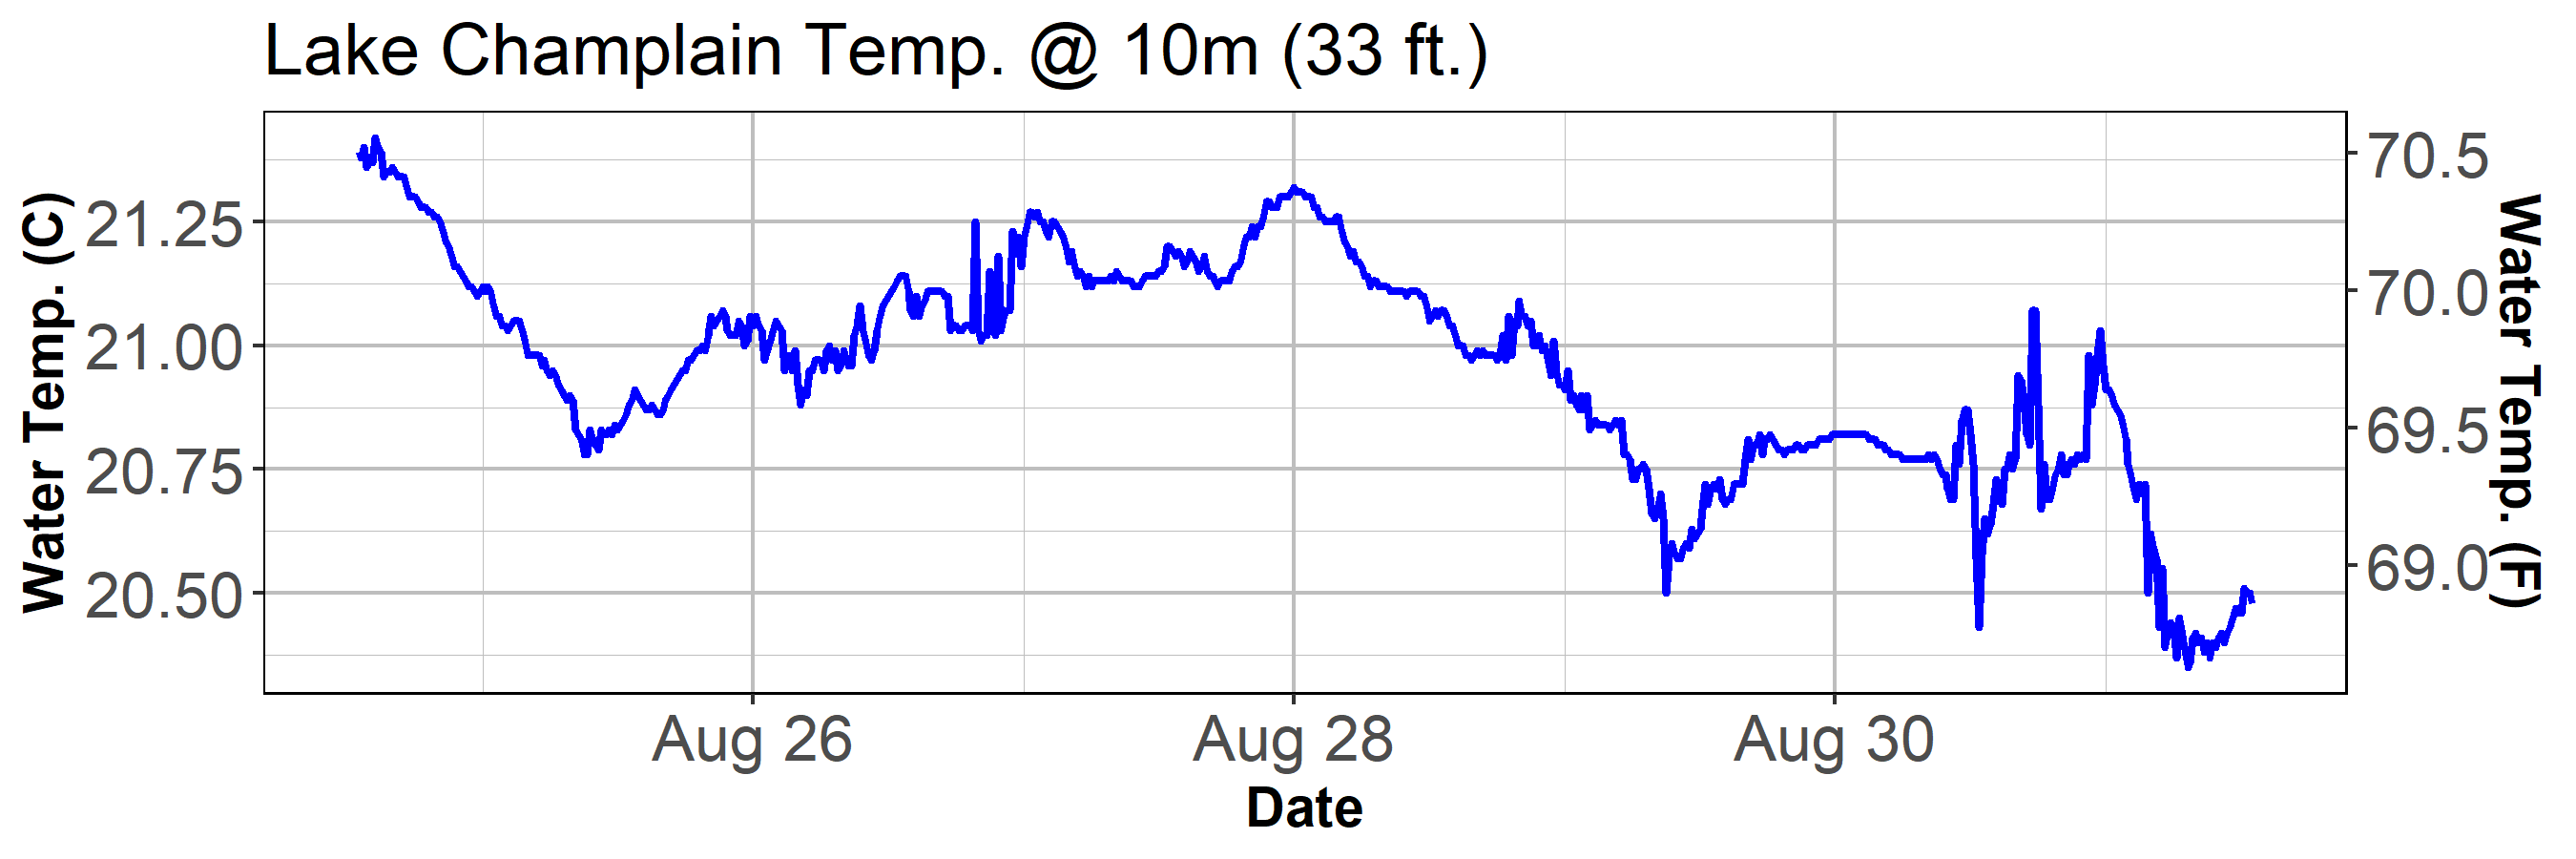 Lake Champlain Temp. @ 10m (33 ft.)
Water Temp. (C)
21.25
21.00
20.75
20.50
70.5
70.0
69.5
69.0
Water Temp. (F)
Aug 26
Aug 28
Aug 30
Date